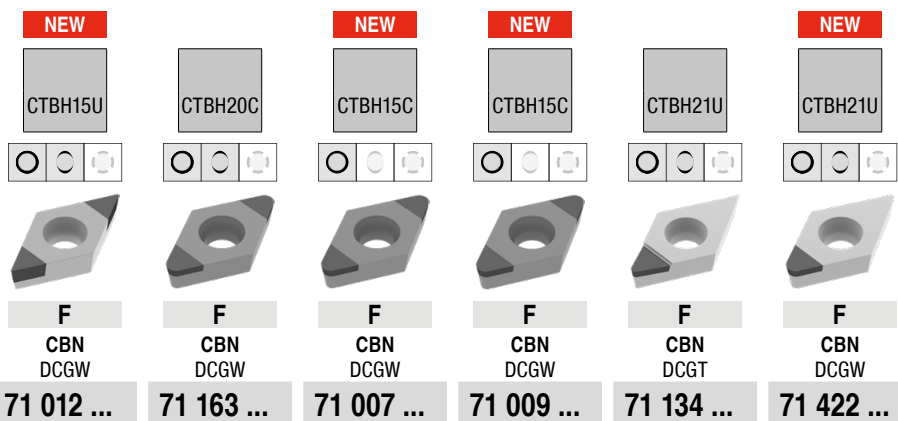 NEW NEW NEW NEW
CTBH15U CTBH20C CTBH15C CTBH15C CTBH21U CTBH21U
F F F F F F
CBN CBN CBN CBN CBN CBN
DCGW DCGW DCGW DCGW DCGT DCGW
71 012 ... 71 163 ... 71 007 ... 71 009 ... 71 134 ... 71 422 ...